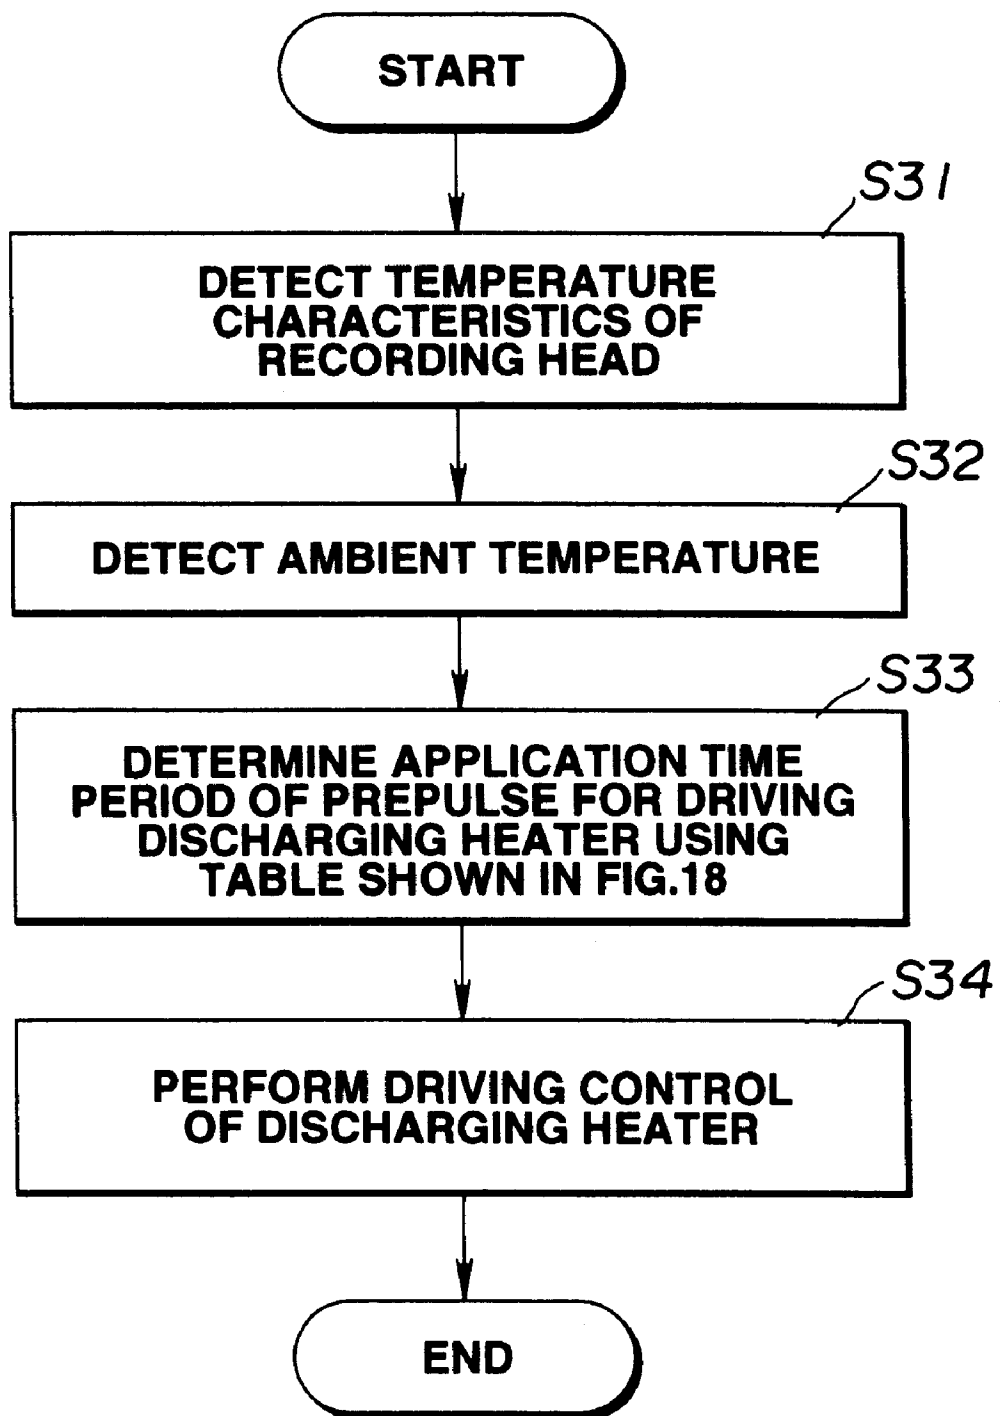 START
S31
DETECT TEMPERATURE
CHARACTERISTICS OF
RECORDING HEAD
S32
DETECT AMBIENT TEMPERATURE
S33
DETERMINE APPLICATION TIME
PERIOD OF PREPULSE FOR DRIVING
DISCHARGING HEATER USING
TABLE SHOWN IN FIG.18
S34
PERFORM DRIVING CONTROL
OF DISCHARGING HEATER
END